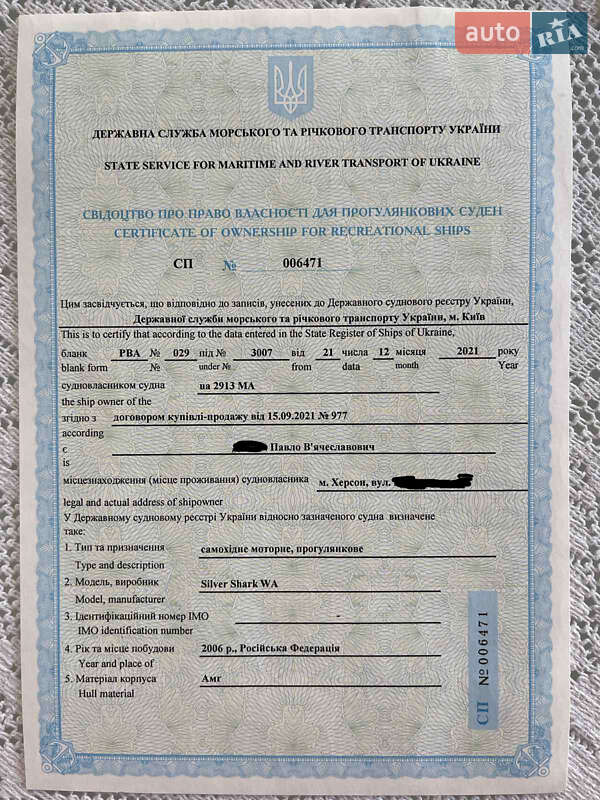 auto RIA.com
ДЕРЖАВНА СЛУЖБА МОРСЬКОГО ТА РІЧКОВОГО ТРАНСПОРТУ УКРАЇНИ
STATE SERVICE FOR MARITIME AND RIVER TRANSPORT OF UKRAINE
СВІДОЦТВО ПРО ПРАВО ВЛАСНОСТІ ДЛЯ ПРОГУЛЯНКОВИХ СУДЕН
CERTIFICATE OF OWNERSHIP FOR RECREATIONAL SHIPS
СП № 006471
Цим засвідчується, що відповідно до записів, унесених до Державного суднового реєстру України,
Державної служби морського та річкового транспорту України, м. Київ
This is to certify that according to the data entered in the State Register of Ships of Ukraine,
бланк РВА № 029 під № 3007 від 21 числа 12 місяця 2021 року
blank form № under № from data month Year
судновласником судна ua 2913 MA
the ship owner of the
згідно з договором купівлі-продажу від 15.09.2021 № 977
according
є Павло В'ячеславович
is
місцезнаходження (місце проживання) судновласника м. Херсон, вул.
legal and actual address of shipowner
У Державному судновому реєстрі України відносно зазначеного судна визначене
таке:
1. Тип та призначення самохідне моторне, прогулянкове
Type and description
2. Модель, виробник Silver Shark WA
Model, manufacturer
3. Ідентифікаційний номер ІМО -
IMO identification number
4. Рік та місце побудови 2006 р., Російська Федерація
Year and place of
5. Матеріал корпуса Амг
Hull material
СП № 006471